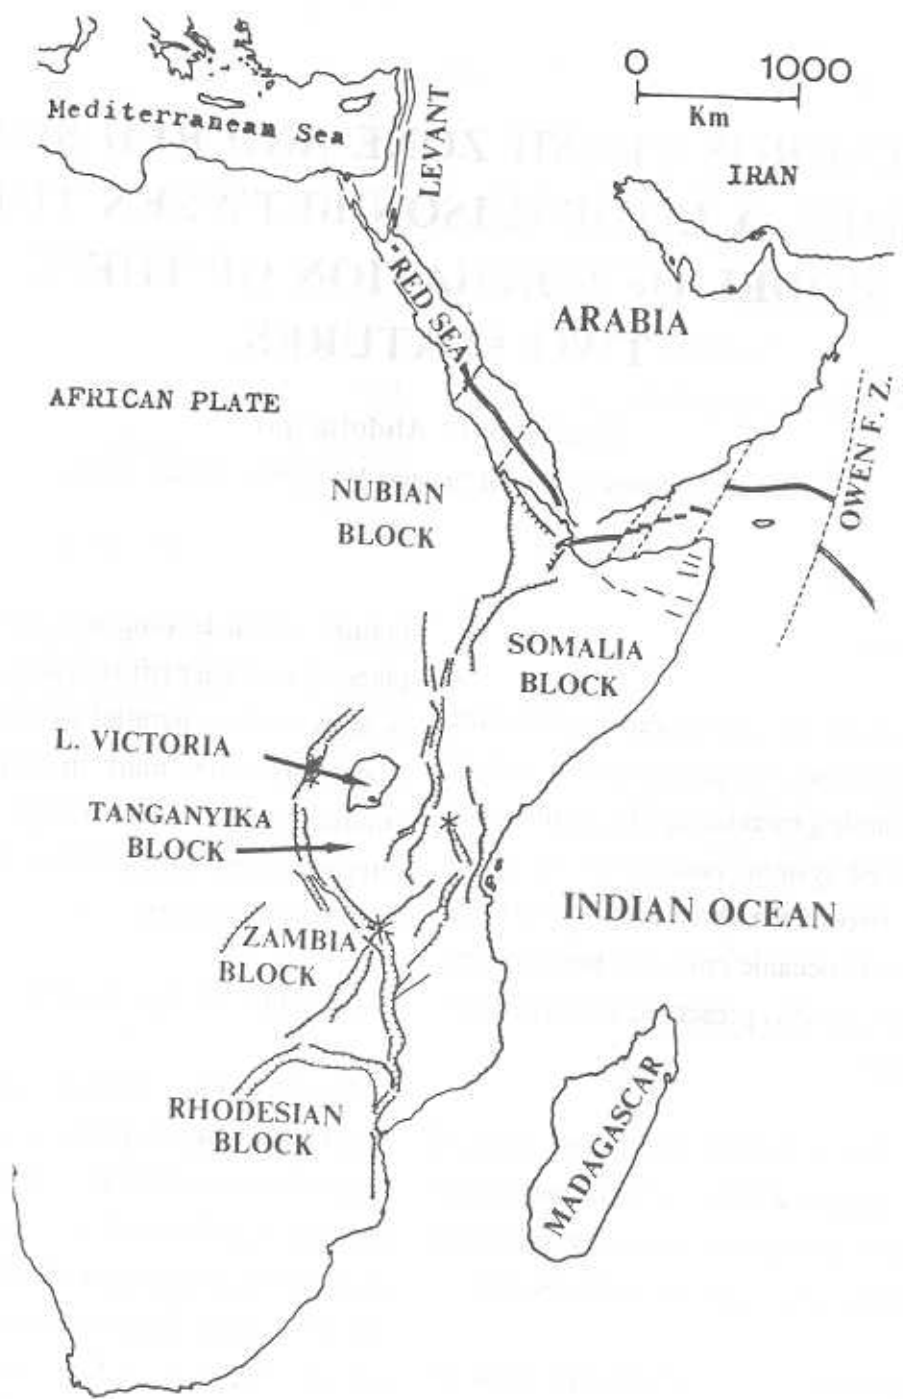 0 1000
Km
Mediterranean Sea
LEVANT
IRAN
RED SEA
ARABIA
AFRICAN PLATE
OWEN F. Z.
NUBIAN
BLOCK
SOMALIA
BLOCK
L. VICTORIA
TANGANYIKA
BLOCK
INDIAN OCEAN
ZAMBIA
BLOCK
MADAGASCAR
RHODESIAN
BLOCK